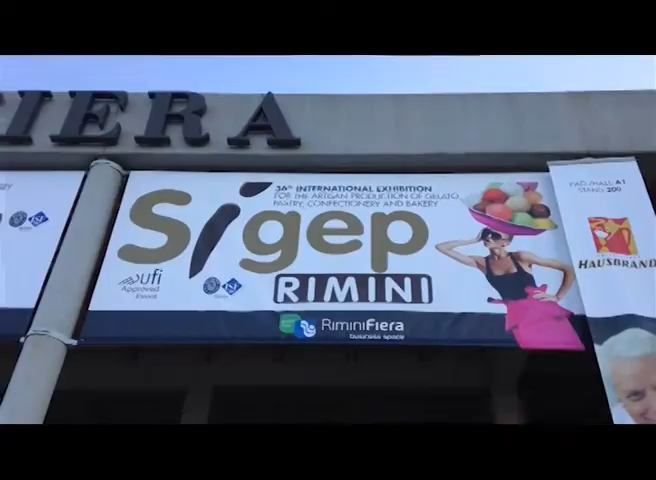 FIERA
Sigep
36th INTERNATIONAL EXHIBITION
FOR THE ARTISAN PRODUCTION OF GELATO,
PASTRY, CONFECTIONERY AND BAKERY
RIMINI
ufi
Approved
Event
RiminiFiera
business space
PAD./HALL A1
STAND 200
HAUSBRANDT